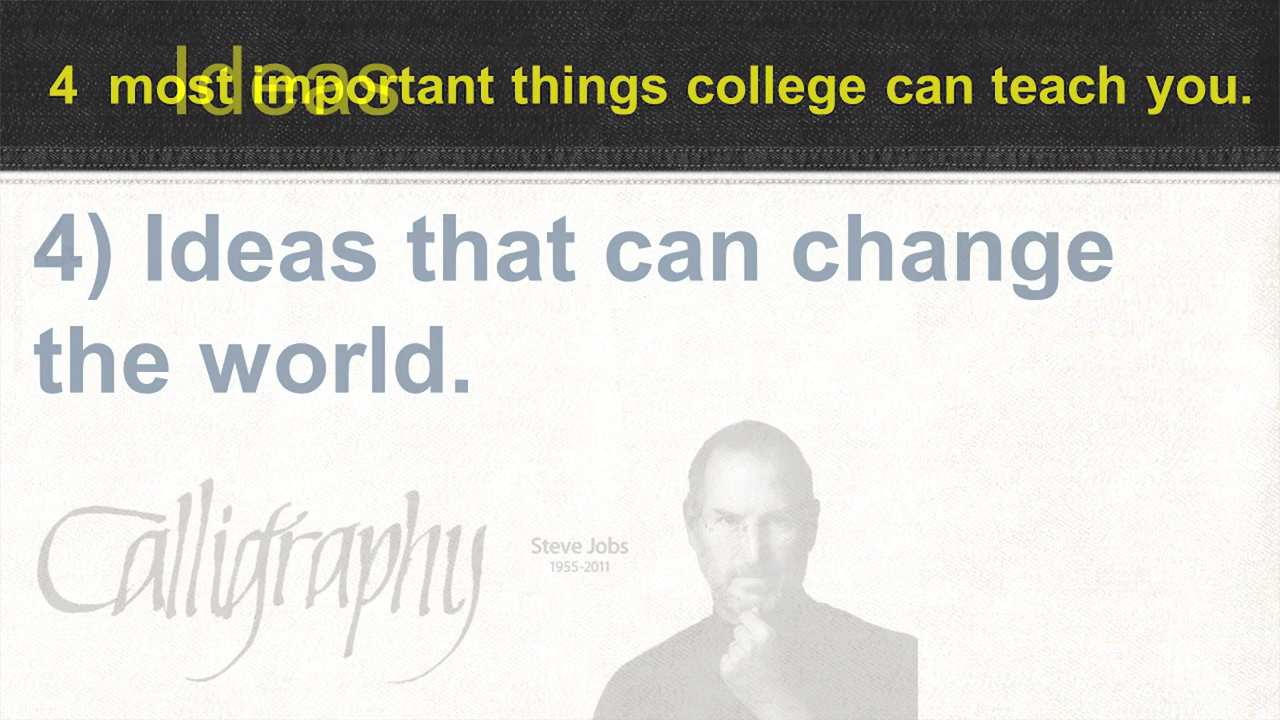 Ideas
4 most important things college can teach you.
4) Ideas that can change
the world.
Calligraphy
Steve Jobs
1955-2011